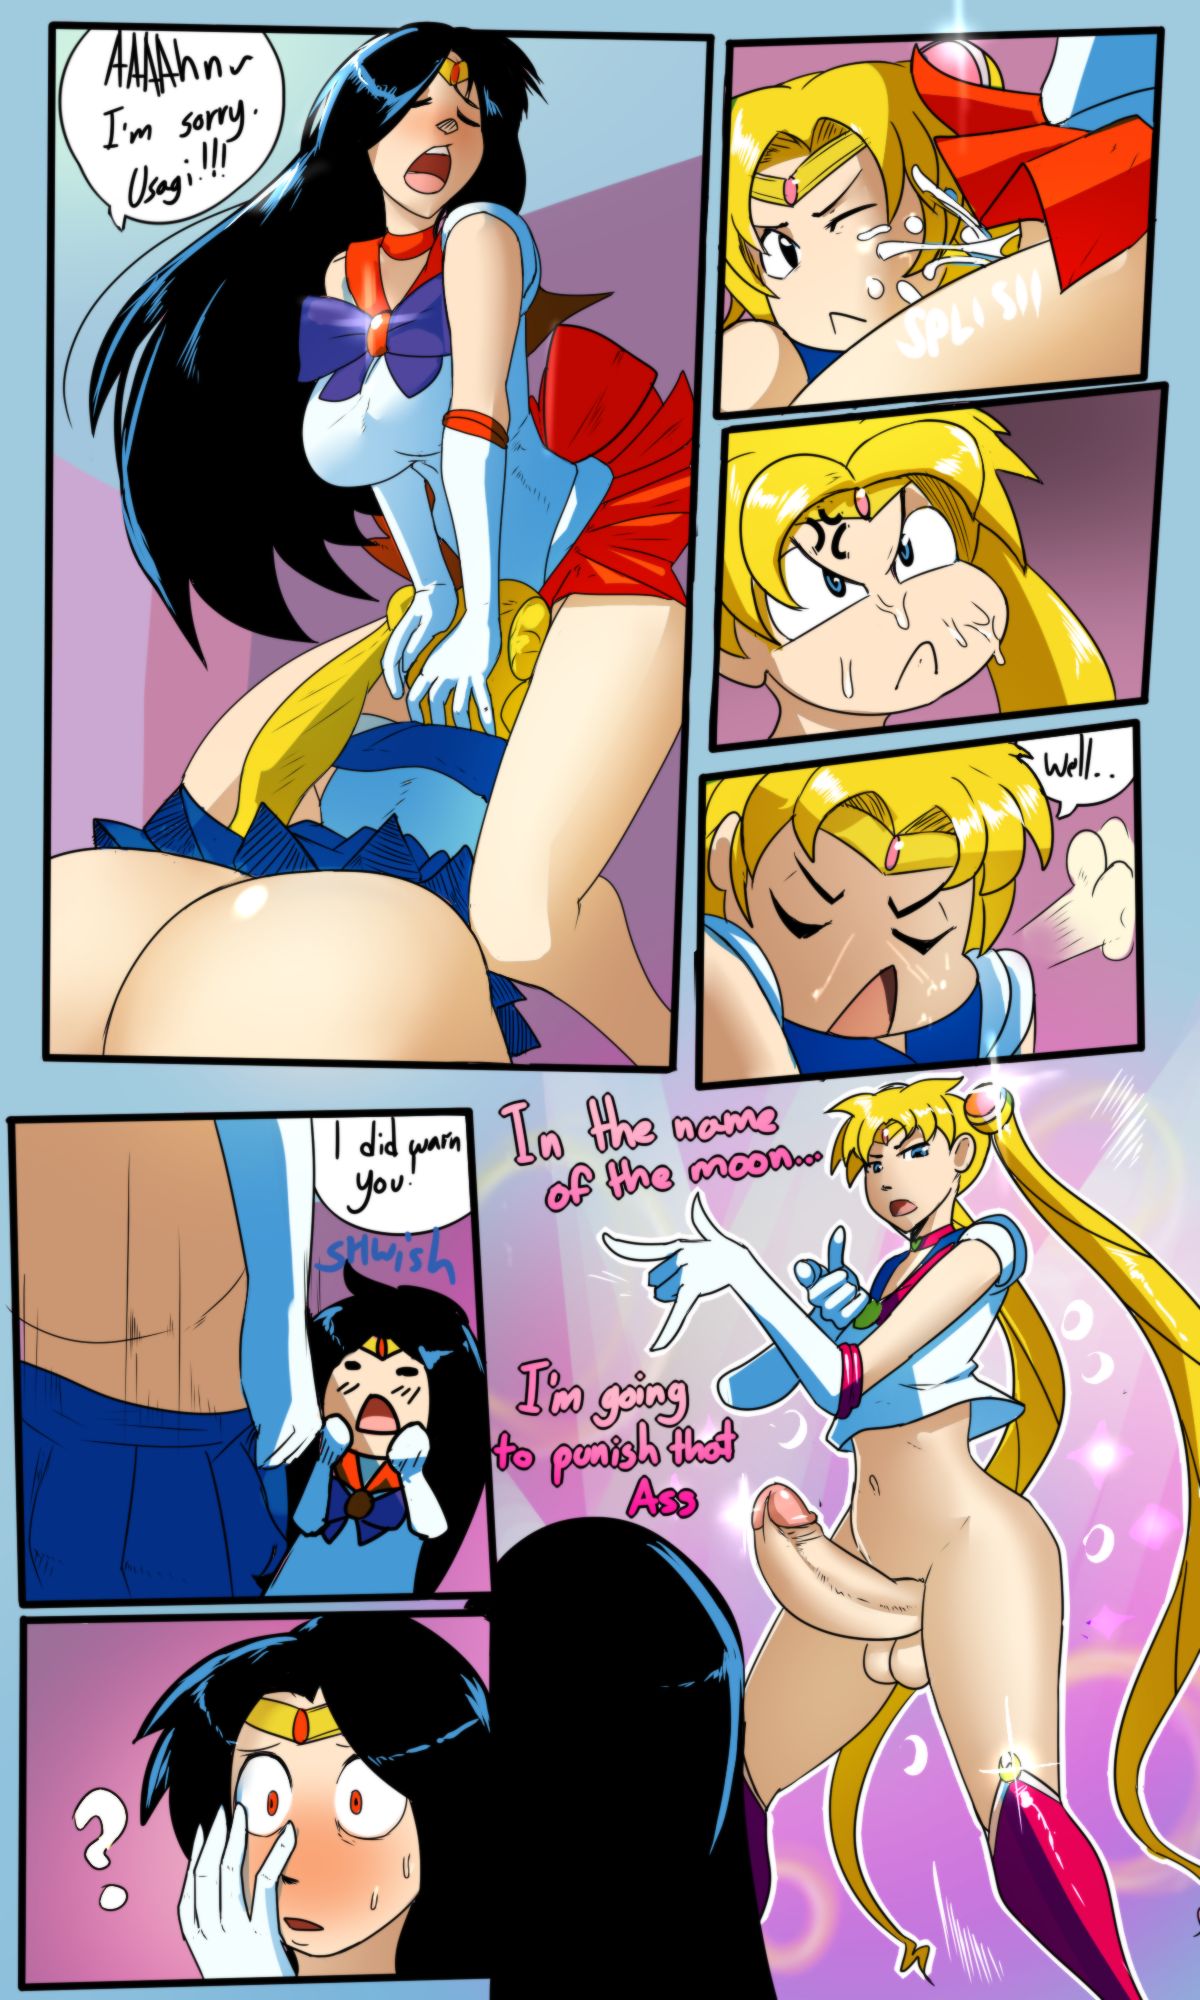 AAAAhnn
I'm sorry.
Usagi!!!
SPLISH
Well..
I did warn
you.
SHWish
In the name
of the moon...
I'm going
to punish that
Ass
?